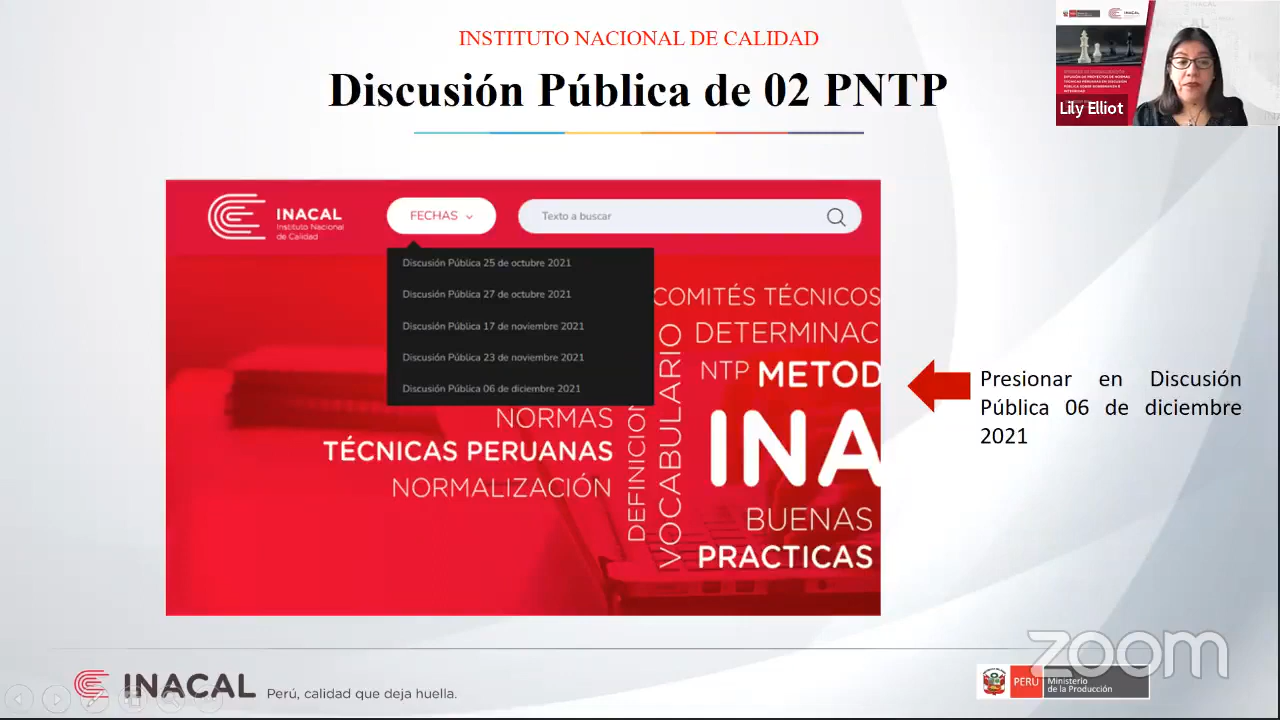 INSTITUTO NACIONAL DE CALIDAD
Discusión Pública de 02 PNTP
Lily Elliot
INACAL
Instituto Nacional
de Calidad
FECHAS
Texto a buscar
Discusión Pública 25 de octubre 2021
Discusión Pública 27 de octubre 2021
Discusión Pública 17 de noviembre 2021
Discusión Pública 23 de noviembre 2021
Discusión Pública 06 de diciembre 2021
COMITÉS TÉCNICOS
DETERMINAC
NTP METOD
VOCABULARIO
DEFINICION
NORMAS
TÉCNICAS PERUANAS
NORMALIZACIÓN
INA
BUENAS
PRACTICAS
Presionar en Discusión
Pública 06 de diciembre
2021
zoom
INACAL
Perú, calidad que deja huella.
PERÚ
Ministerio
de la Producción